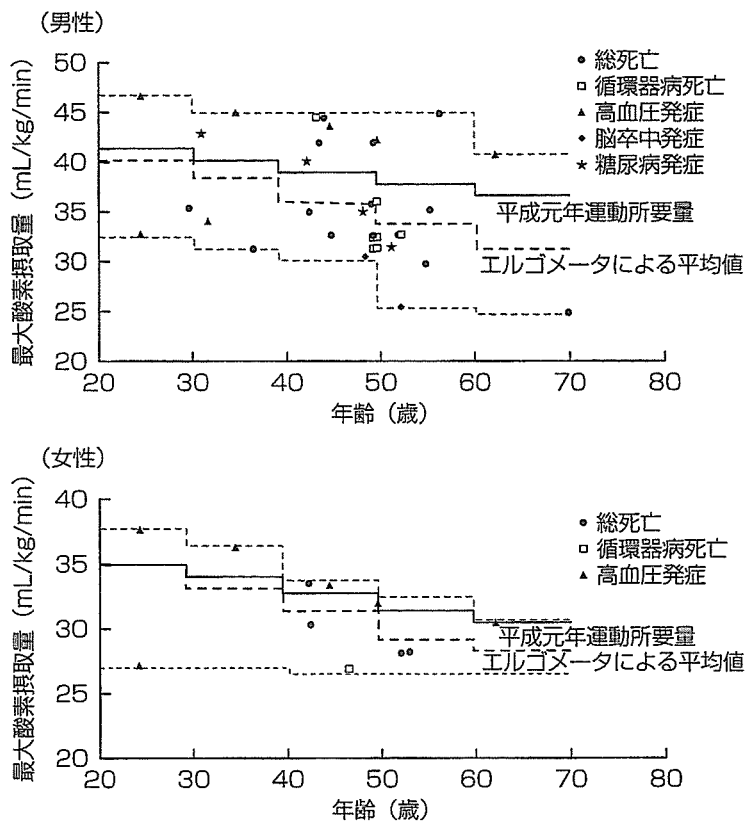 （男性）
最大酸素摂取量（mL/kg/min）
50
45
40
35
30
25
20
20
30
40
50
60
70
80
年齢（歳）
総死亡
循環器病死亡
高血圧発症
脳卒中発症
糖尿病発症
平成元年運動所要量
エルゴメータによる平均値
（女性）
最大酸素摂取量（mL/kg/min）
40
35
30
25
20
20
30
40
50
60
70
80
年齢（歳）
総死亡
循環器病死亡
高血圧発症
平成元年運動所要量
エルゴメータによる平均値